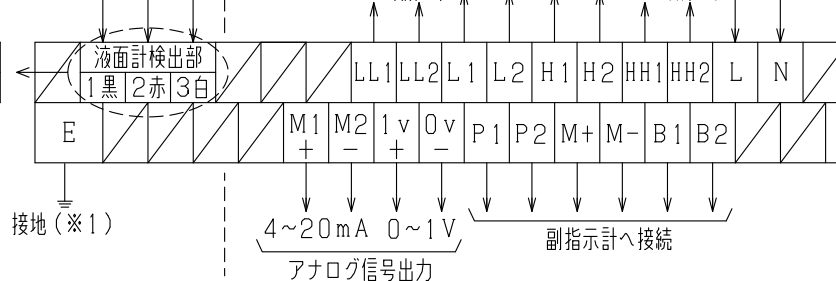 液面計検出部
1黒 2赤 3白
LL1 LL2 L1 L2 H1 H2 HH1 HH2 L N
E M1+ M2- 1v+ 0v- P1 P2 M+ M- B1 B2
接地(※1)
4~20mA 0~1V
アナログ信号出力
副指示計へ接続